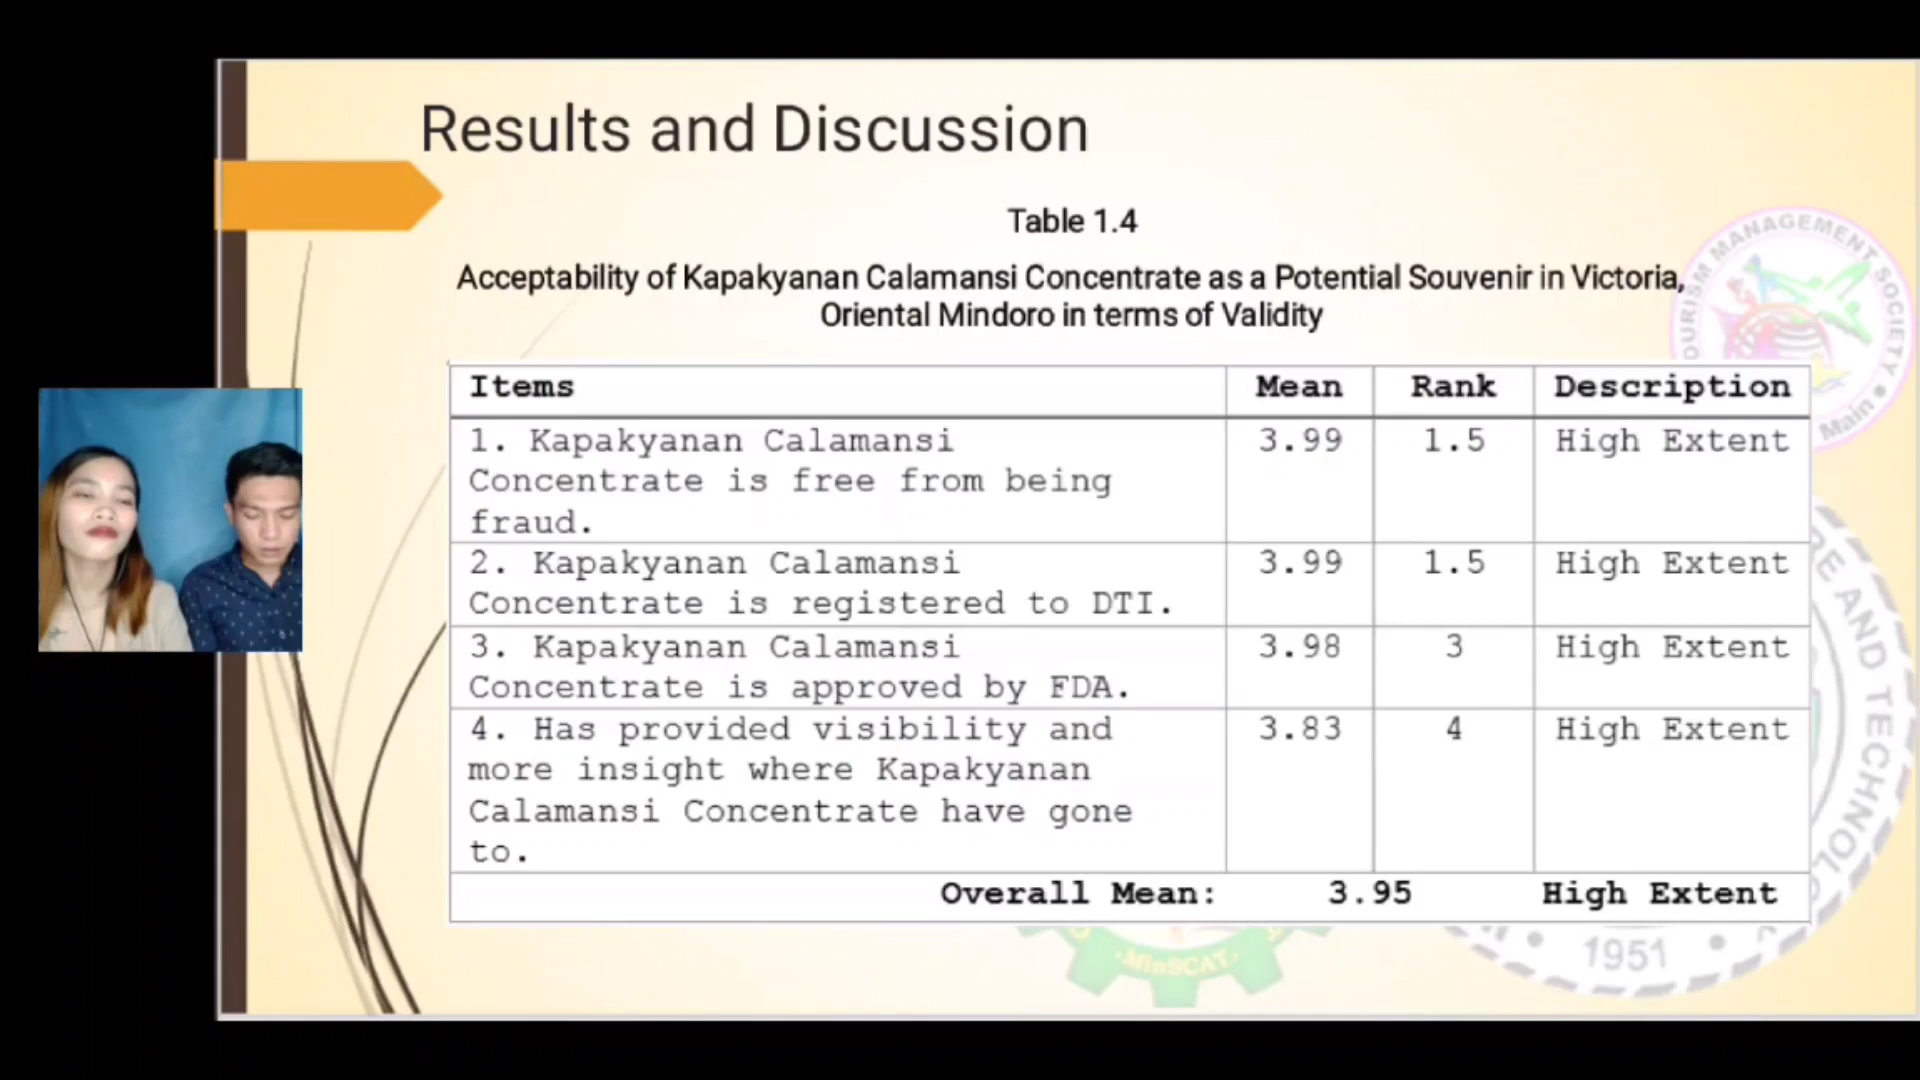 Results and Discussion
Table 1.4
Acceptability of Kapakyanan Calamansi Concentrate as a Potential Souvenir in Victoria,
Oriental Mindoro in terms of Validity
Items Mean Rank Description
1. Kapakyanan Calamansi 3.99 1.5 High Extent
Concentrate is free from being
fraud.
2. Kapakyanan Calamansi 3.99 1.5 High Extent
Concentrate is registered to DTI.
3. Kapakyanan Calamansi 3.98 3 High Extent
Concentrate is approved by FDA.
4. Has provided visibility and 3.83 4 High Extent
more insight where Kapakyanan
Calamansi Concentrate have gone
to.
Overall Mean: 3.95 High Extent
MANAGEMENT SOCIETY
Main
AND
MinSCAT
1951